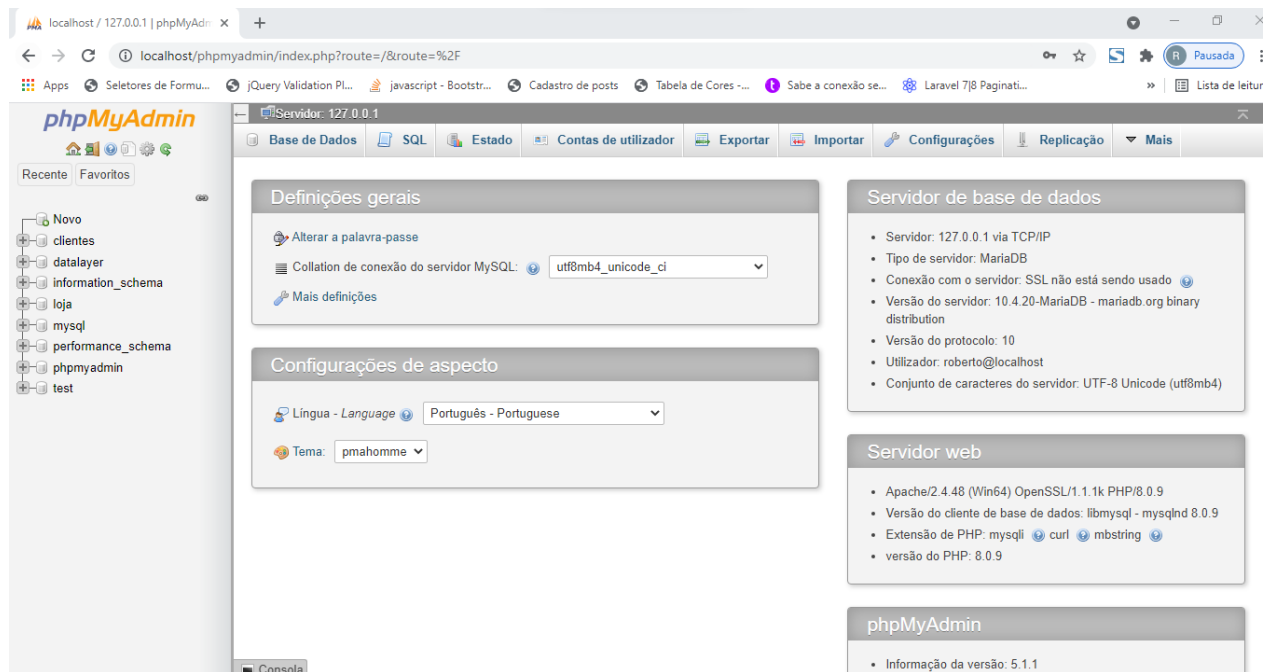 localhost / 127.0.0.1 | phpMyAdm
localhost/phpmyadmin/index.php?route=/&route=%2F
R Pausada
Apps Seletores de Formu... jQuery Validation Pl... javascript - Bootstr... Cadastro de posts Tabela de Cores -... Sabe a conexão se... Laravel 7|8 Paginati... » Lista de leitur
phpMyAdmin
Recente Favoritos
Novo
clientes
datalayer
information_schema
loja
mysql
performance_schema
phpmyadmin
test
Servidor: 127.0.0.1
Base de Dados SQL Estado Contas de utilizador Exportar Importar Configurações Replicação Mais
Definições gerais
Alterar a palavra-passe
Collation de conexão do servidor MySQL: utf8mb4_unicode_ci
Mais definições
Configurações de aspecto
Língua - Language Português - Portuguese
Tema: pmahomme
Servidor de base de dados
• Servidor: 127.0.0.1 via TCP/IP
• Tipo de servidor: MariaDB
• Conexão com o servidor: SSL não está sendo usado
• Versão do servidor: 10.4.20-MariaDB - mariadb.org binary
distribution
• Versão do protocolo: 10
• Utilizador: roberto@localhost
• Conjunto de caracteres do servidor: UTF-8 Unicode (utf8mb4)
Servidor web
• Apache/2.4.48 (Win64) OpenSSL/1.1.1k PHP/8.0.9
• Versão do cliente de base de dados: libmysql - mysqlnd 8.0.9
• Extensão de PHP: mysqli curl mbstring
• versão do PHP: 8.0.9
phpMyAdmin
• Informação da versão: 5.1.1
Consola